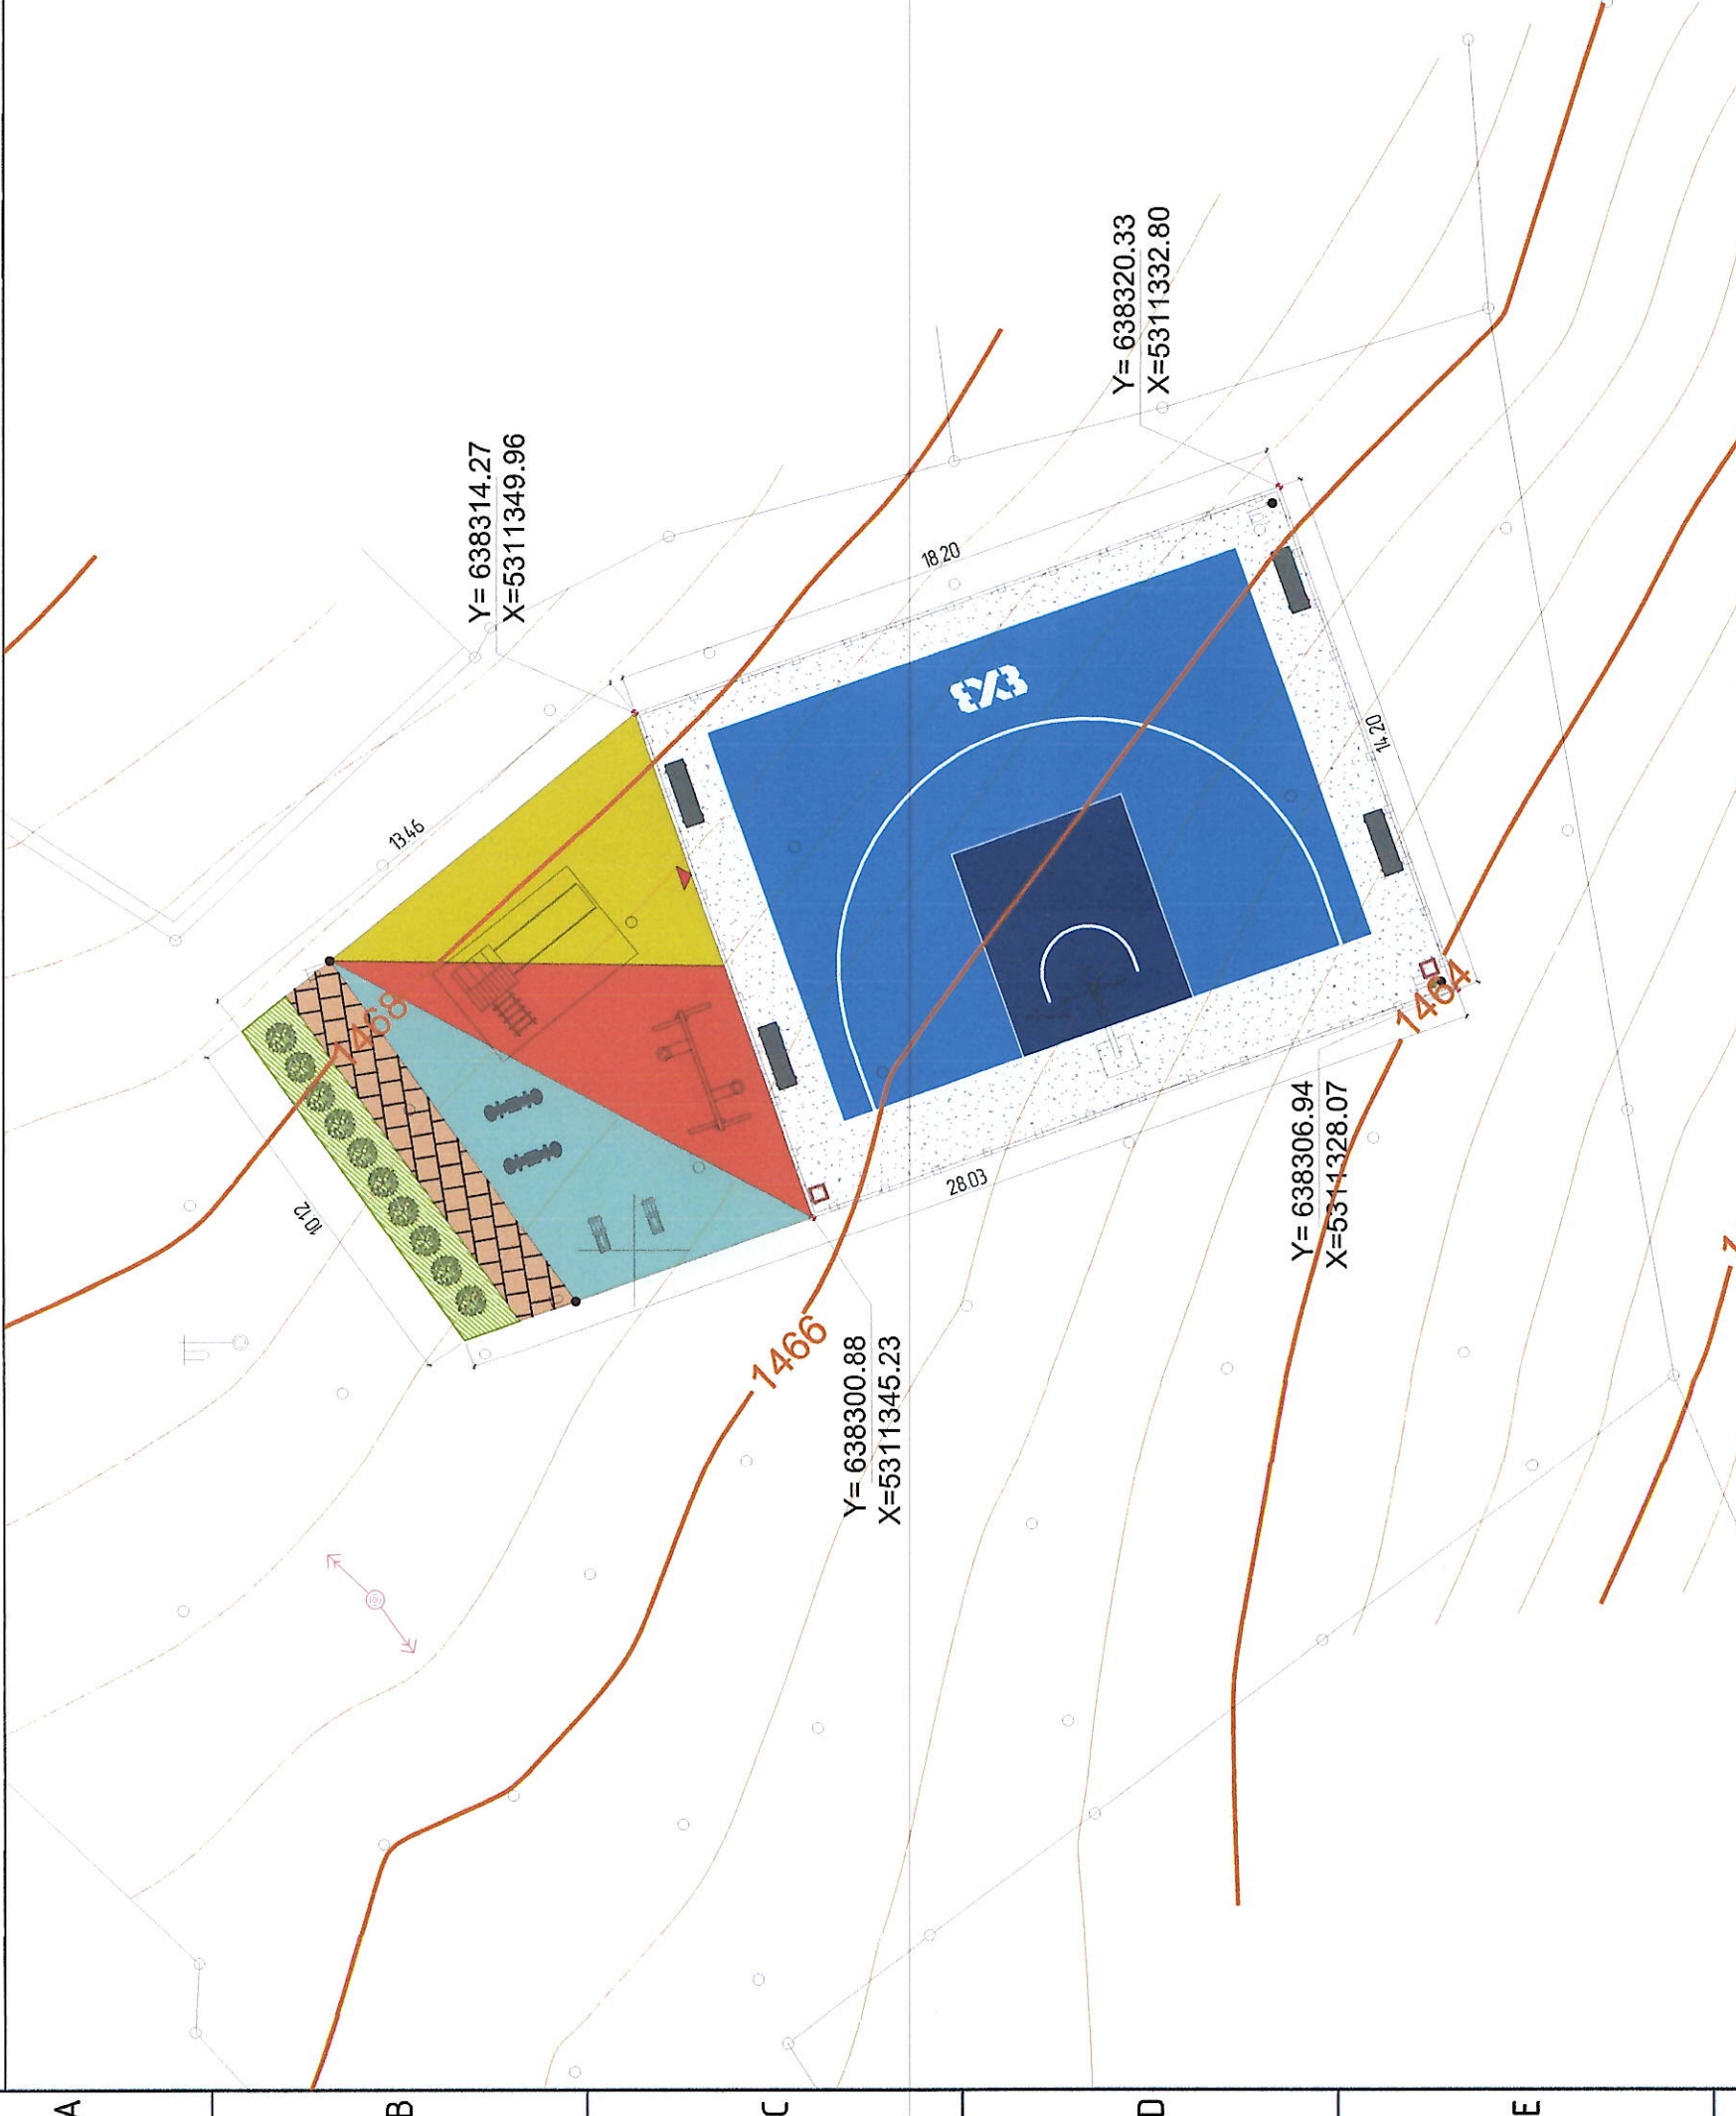 Y= 638314.27
X=5311349.96
Y= 638320.33
X=5311332.80
18.20
13.46
3X3
14.20
1468
10.12
28.03
1464
1466
Y= 638306.94
X=5311328.07
Y= 638300.88
X=5311345.23
A
B
C
D
E